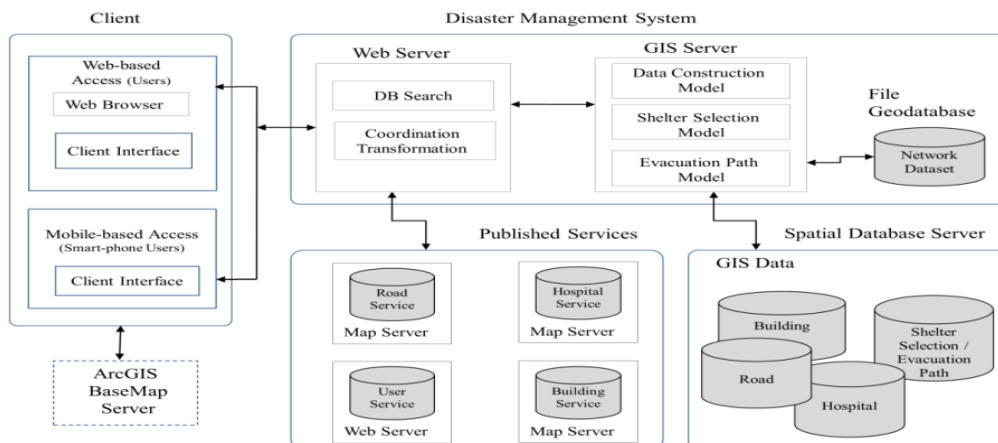 Client
Disaster Management System
Web-based
Access (Users)
Web Browser
Client Interface
Mobile-based Access
(Smart-phone Users)
Client Interface
ArcGIS
BaseMap
Server
Web Server
DB Search
Coordination
Transformation
GIS Server
Data Construction
Model
Shelter Selection
Model
Evacuation Path
Model
File
Geodatabase
Network
Dataset
Published Services
Road
Service
Map Server
Hospital
Service
Map Server
User
Service
Web Server
Building
Service
Map Server
Spatial Database Server
GIS Data
Building
Road
Hospital
Shelter
Selection /
Evacuation
Path